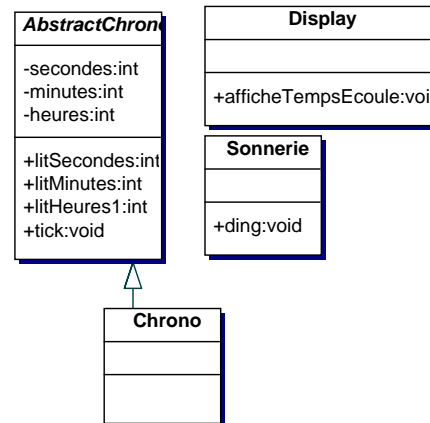 AbstractChrono
-secondes:int
-minutes:int
-heures:int
+litSecondes:int
+litMinutes:int
+litHeures1:int
+tick:void
Display
+afficheTempsEcoule:voi
Sonnerie
+ding:void
Chrono